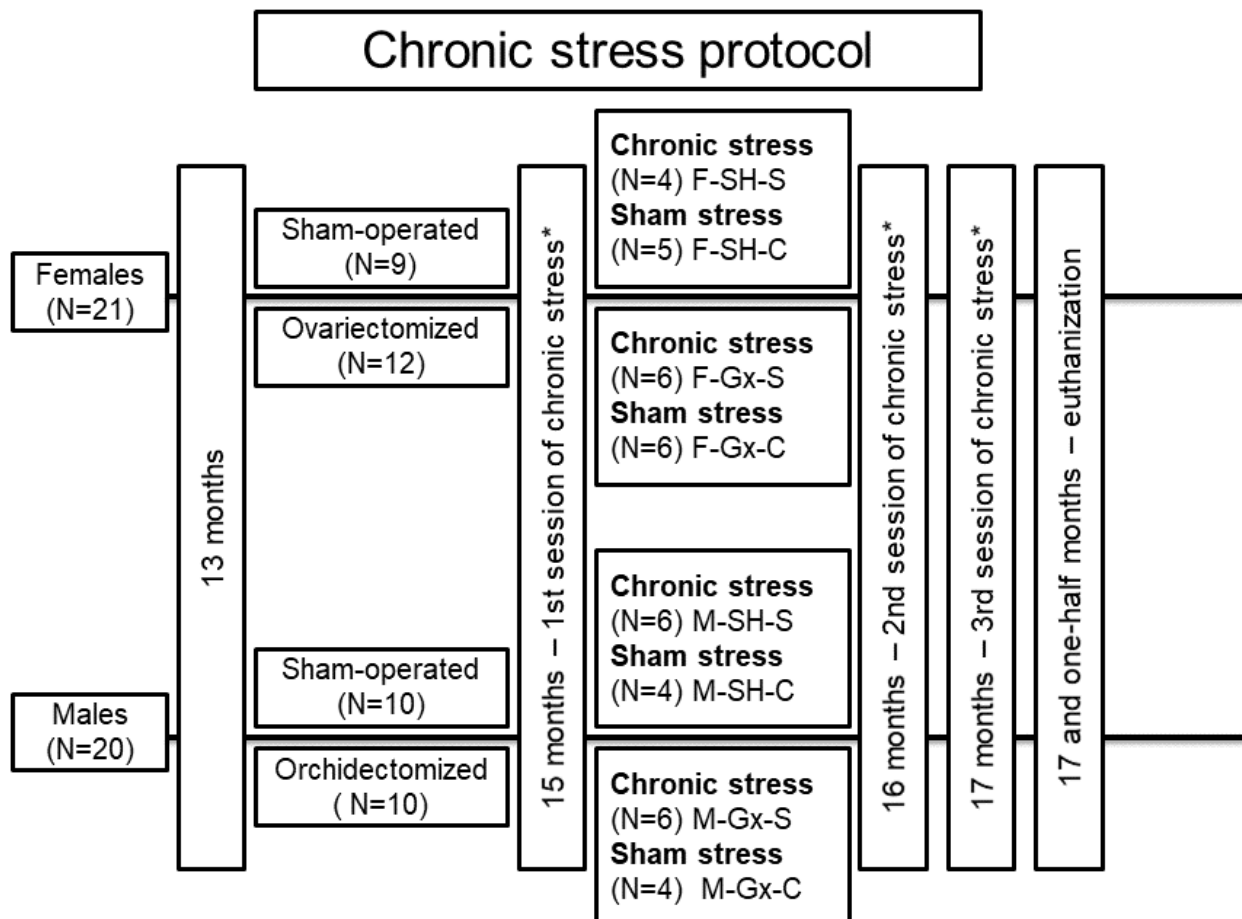 Chronic stress protocol
Females
(N=21)
13 months
Sham-operated
(N=9)
Ovariectomized
(N=12)
15 months – 1st session of chronic stress*
Chronic stress
(N=4) F-SH-S
Sham stress
(N=5) F-SH-C
Chronic stress
(N=6) F-Gx-S
Sham stress
(N=6) F-Gx-C
16 months – 2nd session of chronic stress*
17 months – 3rd session of chronic stress*
17 and one-half months – euthanization
Males
(N=20)
Sham-operated
(N=10)
Orchidectomized
( N=10)
Chronic stress
(N=6) M-SH-S
Sham stress
(N=4) M-SH-C
Chronic stress
(N=6) M-Gx-S
Sham stress
(N=4) M-Gx-C